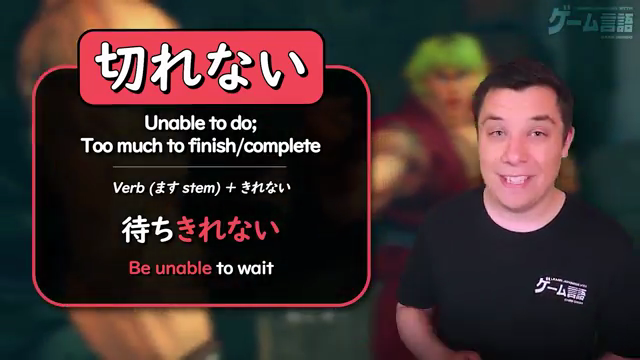 切れない
Unable to do;
Too much to finish/complete
Verb (ます stem) + きれない
待ちきれない
Be unable to wait
ゲーム言語
ゲーム言語